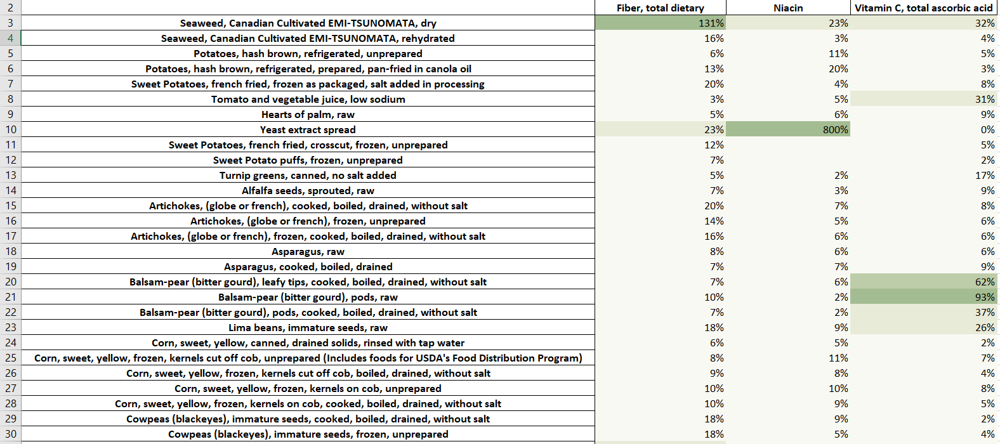 2 Fiber, total dietary Niacin Vitamin C, total ascorbic acid
3 Seaweed, Canadian Cultivated EMI-TSUNOMATA, dry 131% 23% 32%
4 Seaweed, Canadian Cultivated EMI-TSUNOMATA, rehydrated 16% 3% 4%
5 Potatoes, hash brown, refrigerated, unprepared 6% 11% 5%
6 Potatoes, hash brown, refrigerated, prepared, pan-fried in canola oil 13% 20% 3%
7 Sweet Potatoes, french fried, frozen as packaged, salt added in processing 20% 4% 8%
8 Tomato and vegetable juice, low sodium 3% 5% 31%
9 Hearts of palm, raw 5% 6% 9%
10 Yeast extract spread 23% 800% 0%
11 Sweet Potatoes, french fried, crosscut, frozen, unprepared 12% 5%
12 Sweet Potato puffs, frozen, unprepared 7% 2%
13 Turnip greens, canned, no salt added 5% 2% 17%
14 Alfalfa seeds, sprouted, raw 7% 3% 9%
15 Artichokes, (globe or french), cooked, boiled, drained, without salt 20% 7% 8%
16 Artichokes, (globe or french), frozen, unprepared 14% 5% 6%
17 Artichokes, (globe or french), frozen, cooked, boiled, drained, without salt 16% 6% 6%
18 Asparagus, raw 8% 6% 6%
19 Asparagus, cooked, boiled, drained 7% 7% 9%
20 Balsam-pear (bitter gourd), leafy tips, cooked, boiled, drained, without salt 7% 6% 62%
21 Balsam-pear (bitter gourd), pods, raw 10% 2% 93%
22 Balsam-pear (bitter gourd), pods, cooked, boiled, drained, without salt 7% 2% 37%
23 Lima beans, immature seeds, raw 18% 9% 26%
24 Corn, sweet, yellow, canned, drained solids, rinsed with tap water 6% 5% 2%
25 Corn, sweet, yellow, frozen, kernels cut off cob, unprepared (Includes foods for USDA's Food Distribution Program) 8% 11% 7%
26 Corn, sweet, yellow, frozen, kernels cut off cob, boiled, drained, without salt 9% 8% 4%
27 Corn, sweet, yellow, frozen, kernels on cob, unprepared 10% 10% 8%
28 Corn, sweet, yellow, frozen, kernels on cob, cooked, boiled, drained, without salt 10% 9% 5%
29 Cowpeas (blackeyes), immature seeds, cooked, boiled, drained, without salt 18% 9% 2%
30 Cowpeas (blackeyes), immature seeds, frozen, unprepared 18% 5% 4%